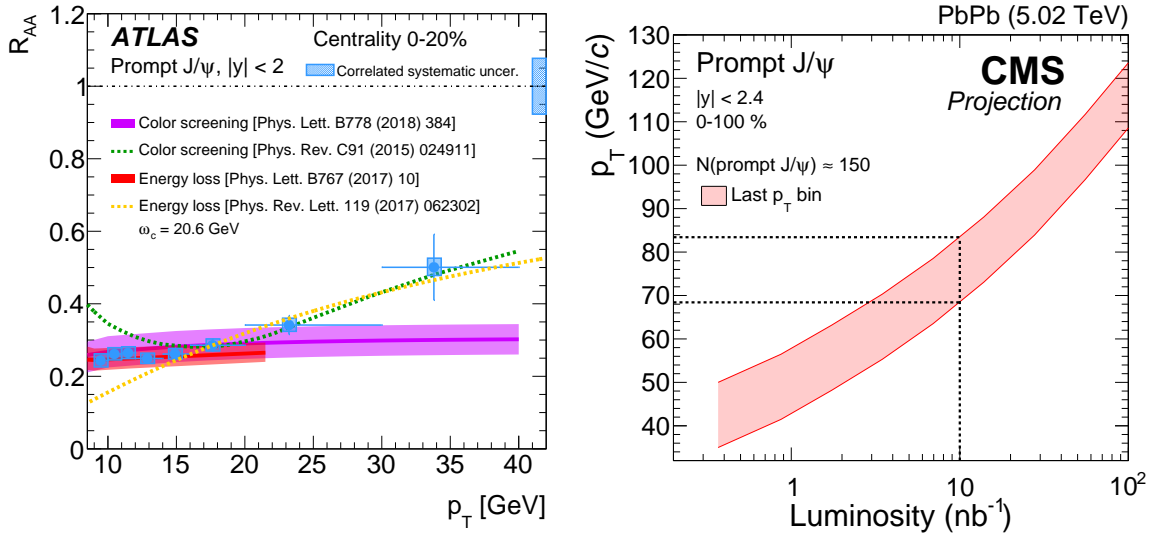 ATLAS
Centrality 0-20%
Prompt J/ψ, |y| < 2
Correlated systematic uncer.
Color screening [Phys. Lett. B778 (2018) 384]
Color screening [Phys. Rev. C91 (2015) 024911]
Energy loss [Phys. Lett. B767 (2017) 10]
Energy loss [Phys. Rev. Lett. 119 (2017) 062302]
ω_c = 20.6 GeV
R_AA
1.2
1
0.8
0.6
0.4
0.2
0
10 15 20 25 30 35 40
p_T [GeV]
PbPb (5.02 TeV)
Prompt J/ψ
CMS
Projection
|y| < 2.4
0-100 %
N(prompt J/ψ) ≈ 150
Last p_T bin
p_T (GeV/c)
130
120
110
100
90
80
70
60
50
40
1 10 10²
Luminosity (nb⁻¹)